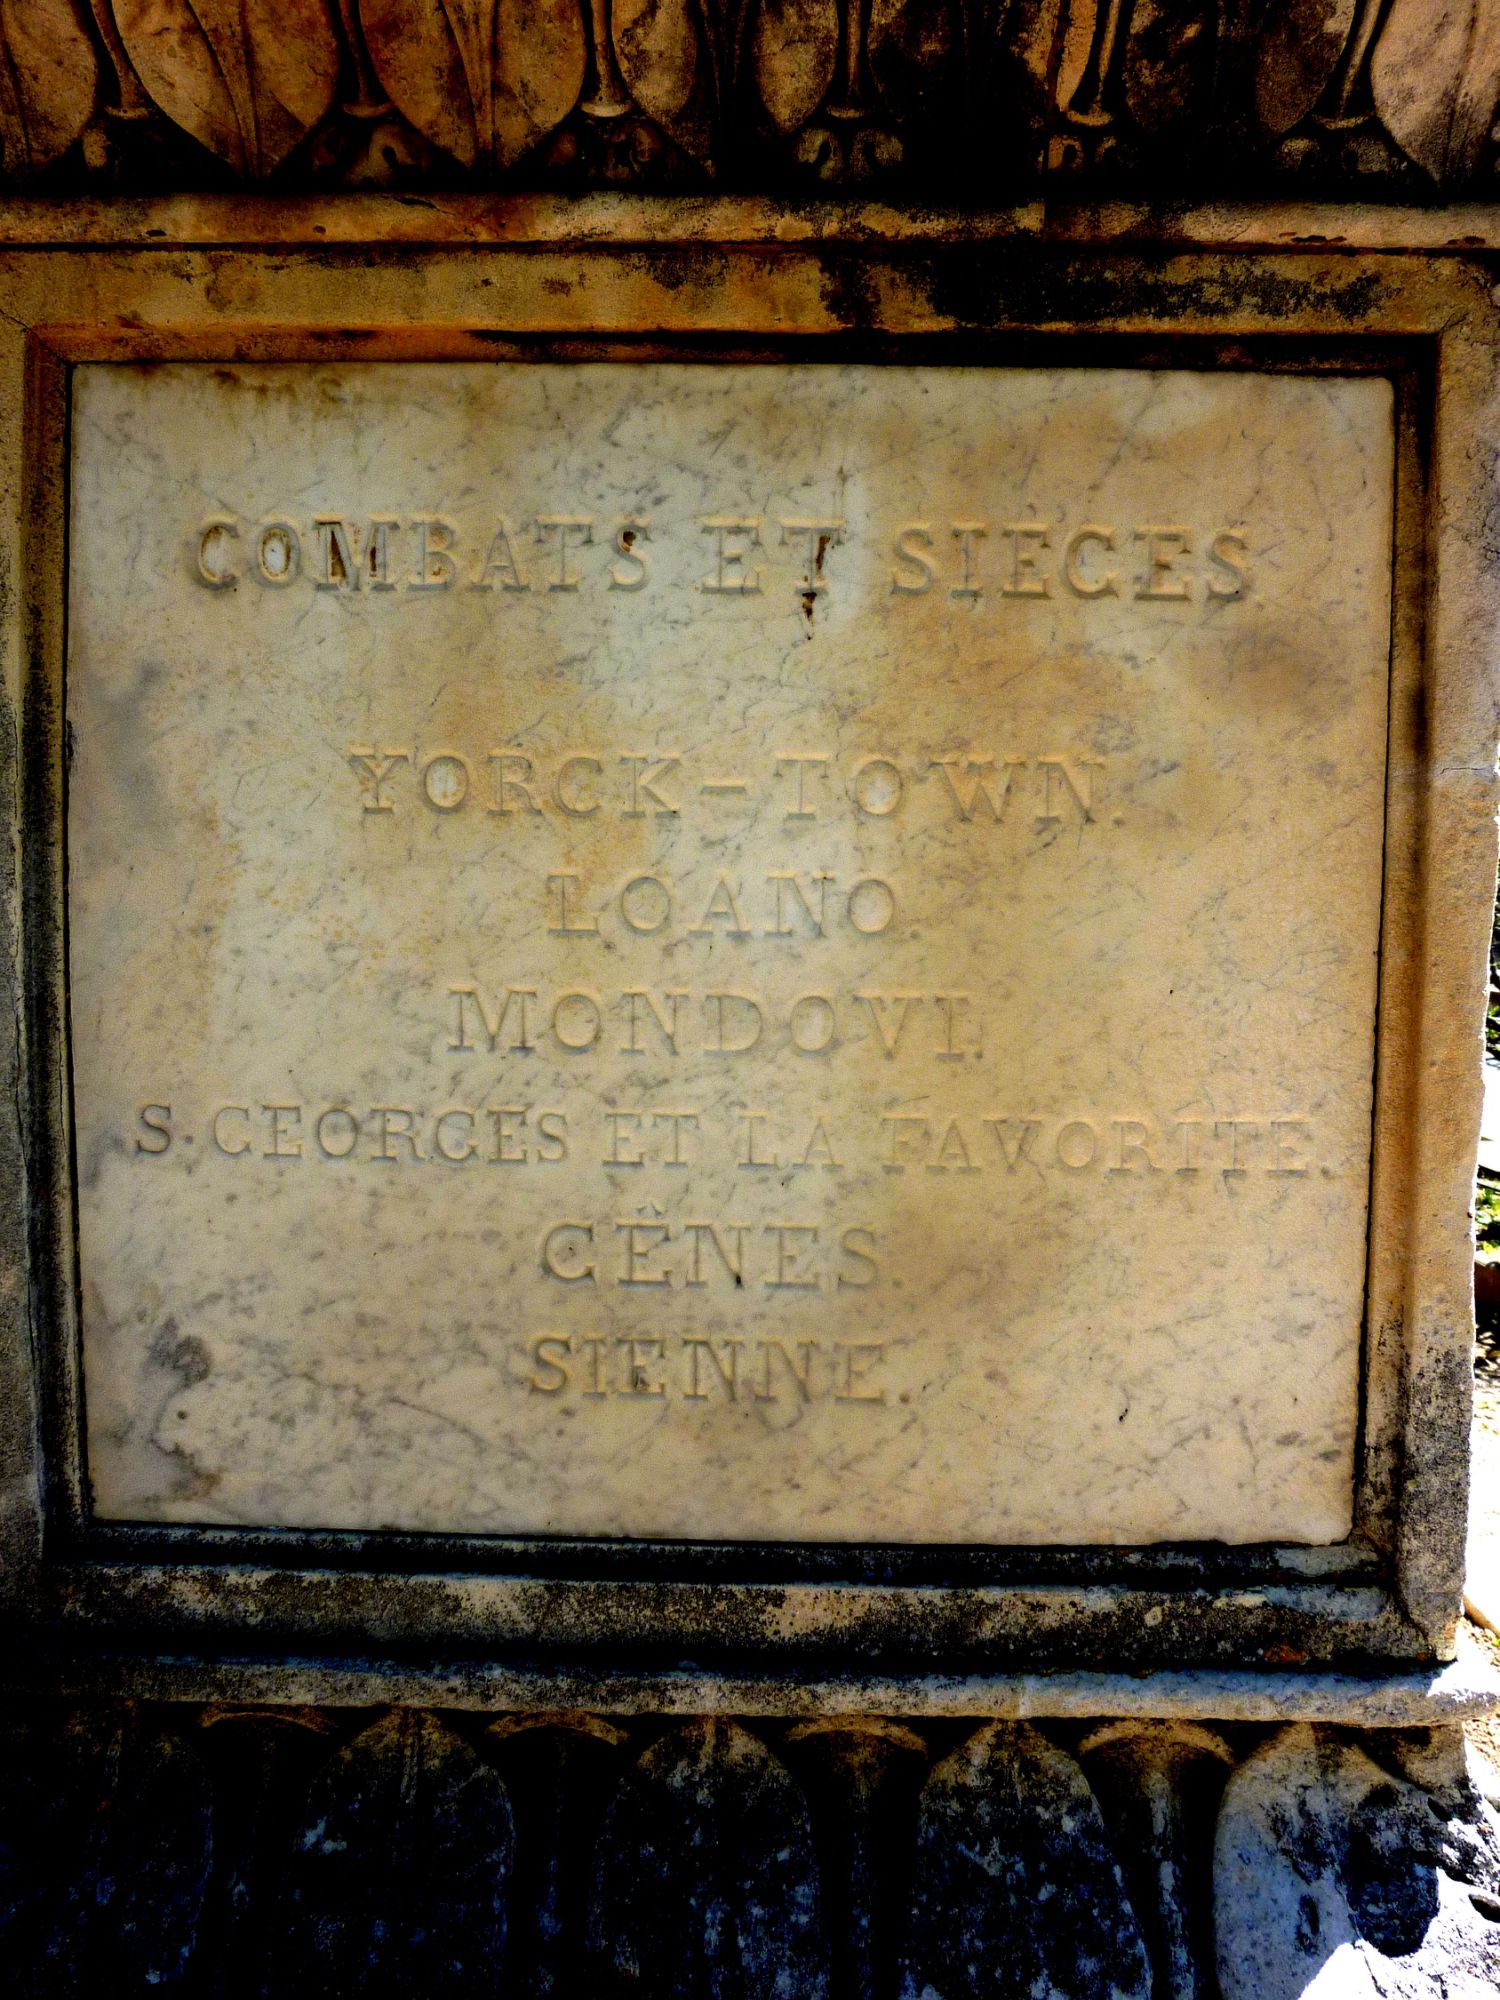 COMBATS ET SIEGES
YORCK-TOWN.
LOANO.
MONDOVI.
S. GEORGES ET LA FAVORITE.
GÊNES.
SIENNE.